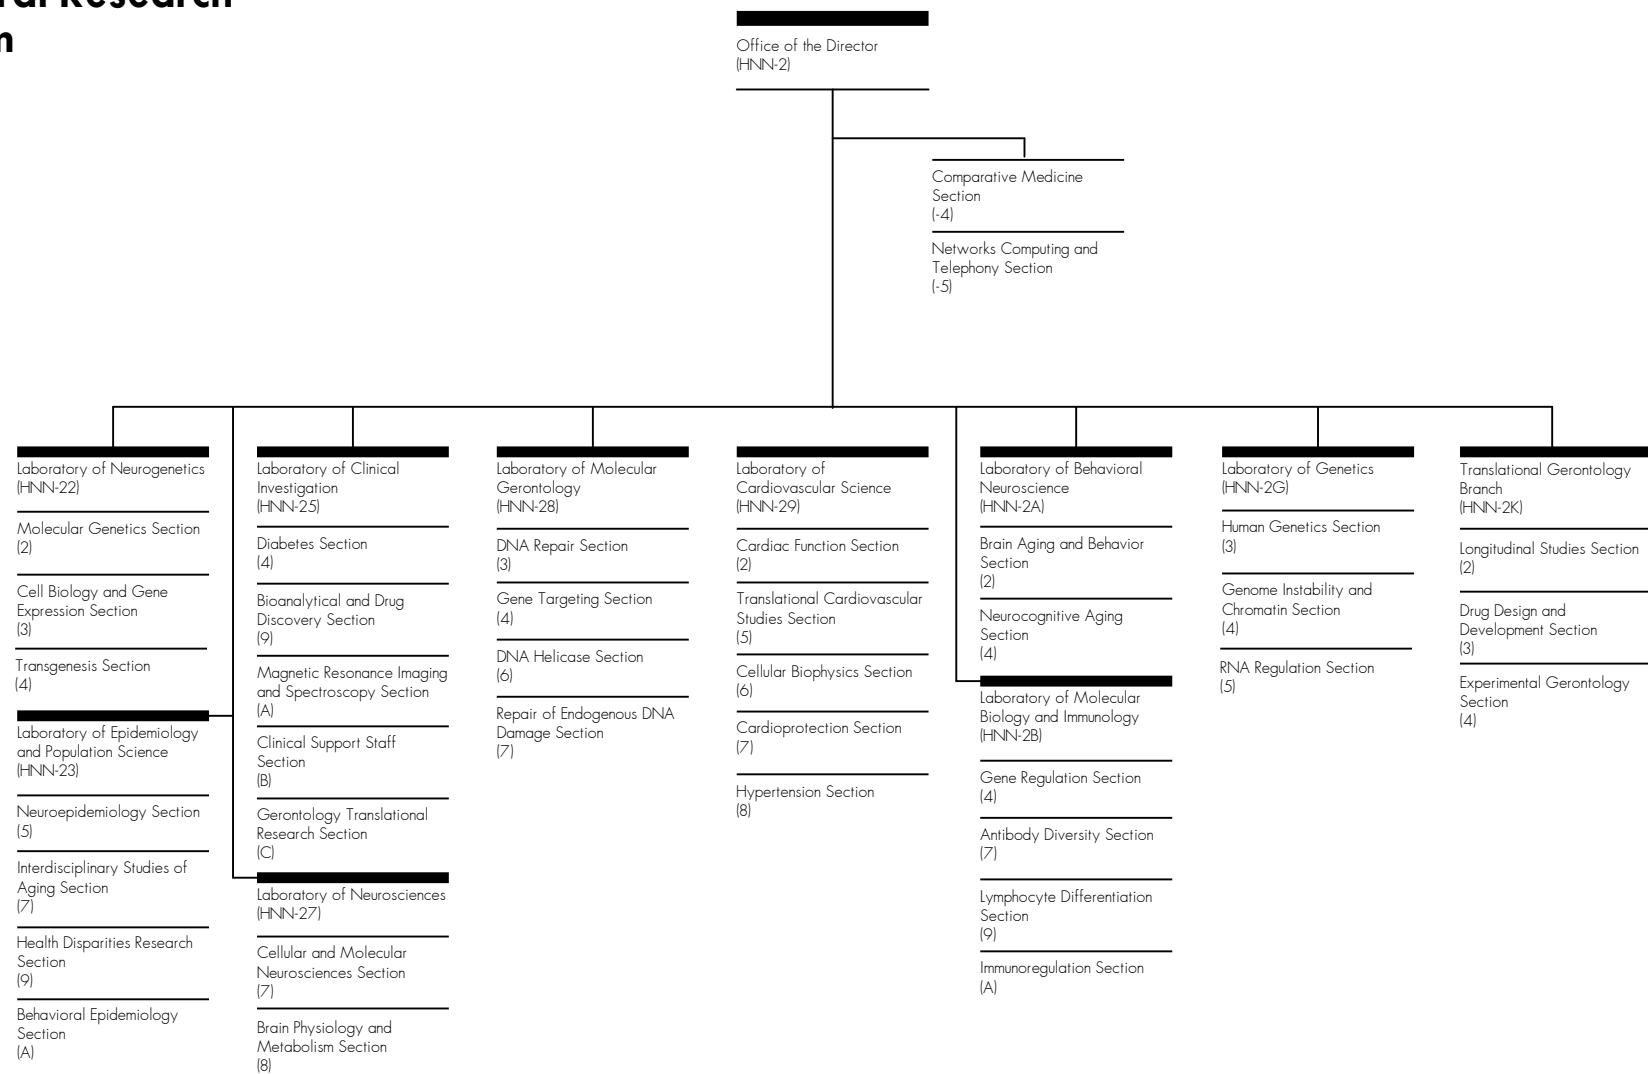 Research
Office of the Director
(HNN-2)
Comparative Medicine
Section
(-4)
Networks Computing and
Telephony Section
(-5)
Laboratory of Neurogenetics
(HNN-22)
Molecular Genetics Section
(2)
Cell Biology and Gene
Expression Section
(3)
Transgenesis Section
(4)
Laboratory of Epidemiology
and Population Science
(HNN-23)
Neuroepidemiology Section
(5)
Interdisciplinary Studies of
Aging Section
(7)
Health Disparities Research
Section
(9)
Behavioral Epidemiology
Section
(A)
Laboratory of Clinical
Investigation
(HNN-25)
Diabetes Section
(4)
Bioanalytical and Drug
Discovery Section
(9)
Magnetic Resonance Imaging
and Spectroscopy Section
(A)
Clinical Support Staff
Section
(B)
Gerontology Translational
Research Section
(C)
Laboratory of Neurosciences
(HNN-27)
Cellular and Molecular
Neurosciences Section
(7)
Brain Physiology and
Metabolism Section
(8)
Laboratory of Molecular
Gerontology
(HNN-28)
DNA Repair Section
(3)
Gene Targeting Section
(4)
DNA Helicase Section
(6)
Repair of Endogenous DNA
Damage Section
(7)
Laboratory of
Cardiovascular Science
(HNN-29)
Cardiac Function Section
(2)
Translational Cardiovascular
Studies Section
(5)
Cellular Biophysics Section
(6)
Cardioprotection Section
(7)
Hypertension Section
(8)
Laboratory of Behavioral
Neuroscience
(HNN-2A)
Brain Aging and Behavior
Section
(2)
Neurocognitive Aging
Section
(4)
Laboratory of Molecular
Biology and Immunology
(HNN-2B)
Gene Regulation Section
(4)
Antibody Diversity Section
(7)
Lymphocyte Differentiation
Section
(9)
Immunoregulation Section
(A)
Laboratory of Genetics
(HNN-2G)
Human Genetics Section
(3)
Genome Instability and
Chromatin Section
(4)
RNA Regulation Section
(5)
Translational Gerontology
Branch
(HNN-2K)
Longitudinal Studies Section
(2)
Drug Design and
Development Section
(3)
Experimental Gerontology
Section
(4)